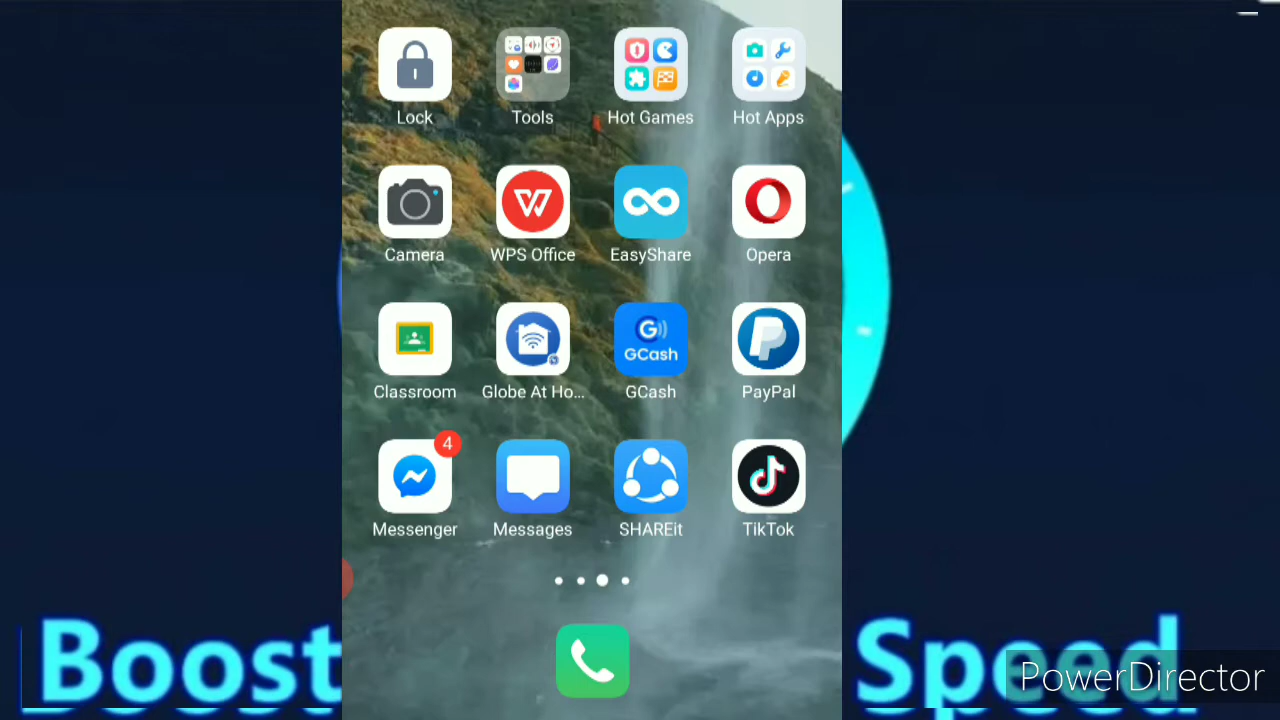 Lock Tools Hot Games Hot Apps
Camera WPS Office EasyShare Opera
GCash
Classroom Globe At Ho... GCash PayPal
4
Messenger Messages SHAREit TikTok
Boost Speed
PowerDirector